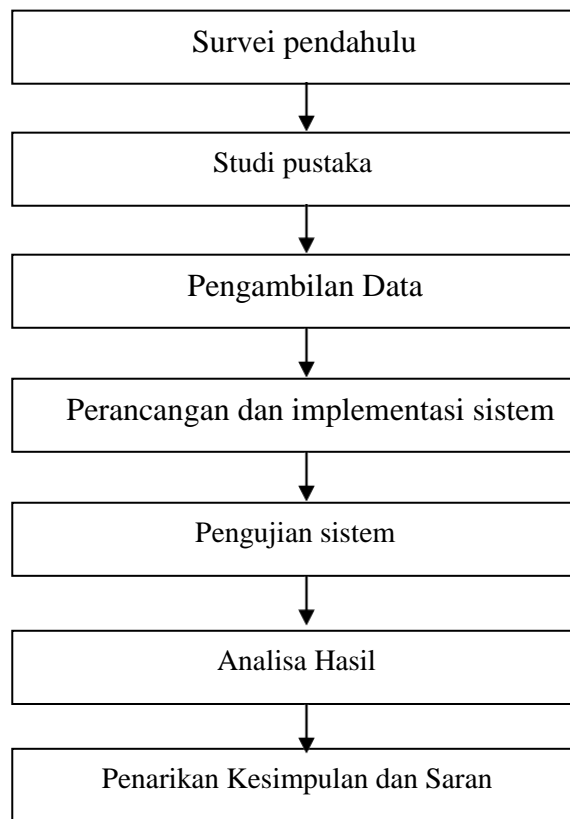 Survei pendahulu
Studi pustaka
Pengambilan Data
Perancangan dan implementasi sistem
Pengujian sistem
Analisa Hasil
Penarikan Kesimpulan dan Saran